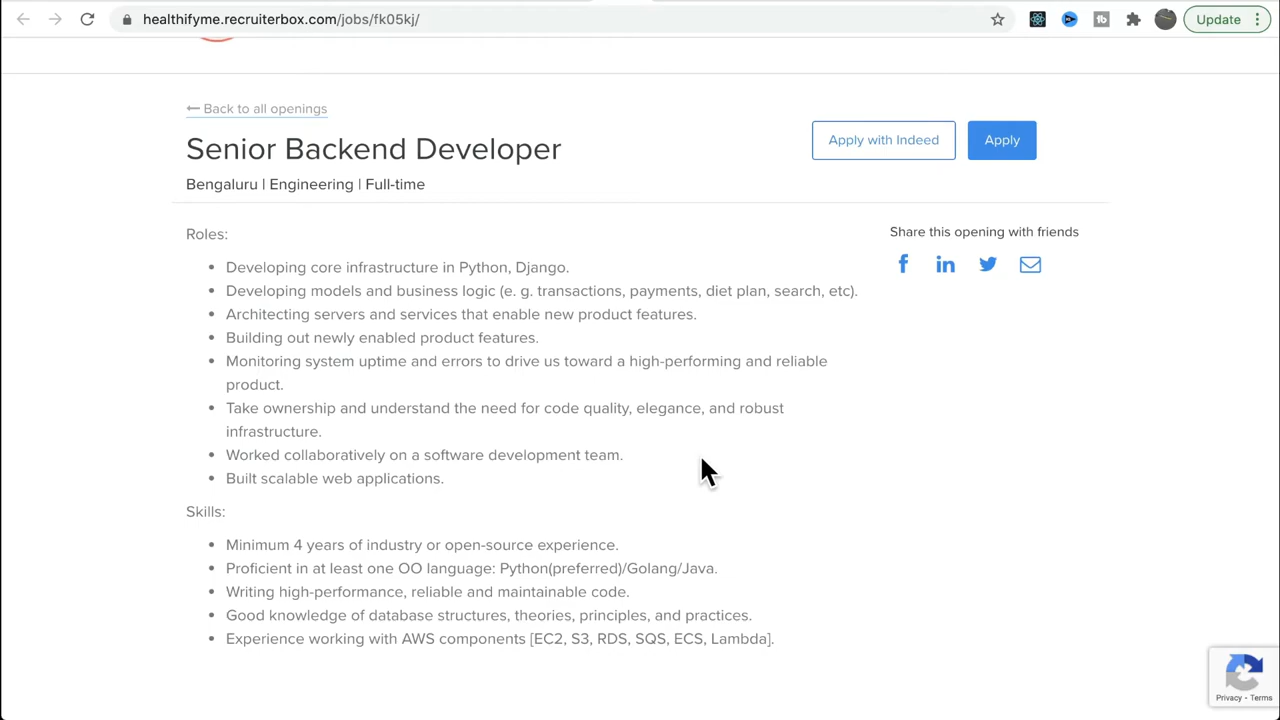 healthifyme.recruiterbox.com/jobs/fk05kj/
tb
Update
Back to all openings
Senior Backend Developer
Apply with Indeed
Apply
Bengaluru | Engineering | Full-time
Roles:
Share this opening with friends
• Developing core infrastructure in Python, Django.
• Developing models and business logic (e. g. transactions, payments, diet plan, search, etc).
• Architecting servers and services that enable new product features.
• Building out newly enabled product features.
• Monitoring system uptime and errors to drive us toward a high-performing and reliable
product.
• Take ownership and understand the need for code quality, elegance, and robust
infrastructure.
• Worked collaboratively on a software development team.
• Built scalable web applications.
Skills:
• Minimum 4 years of industry or open-source experience.
• Proficient in at least one OO language: Python(preferred)/Golang/Java.
• Writing high-performance, reliable and maintainable code.
• Good knowledge of database structures, theories, principles, and practices.
• Experience working with AWS components [EC2, S3, RDS, SQS, ECS, Lambda].
Privacy - Terms